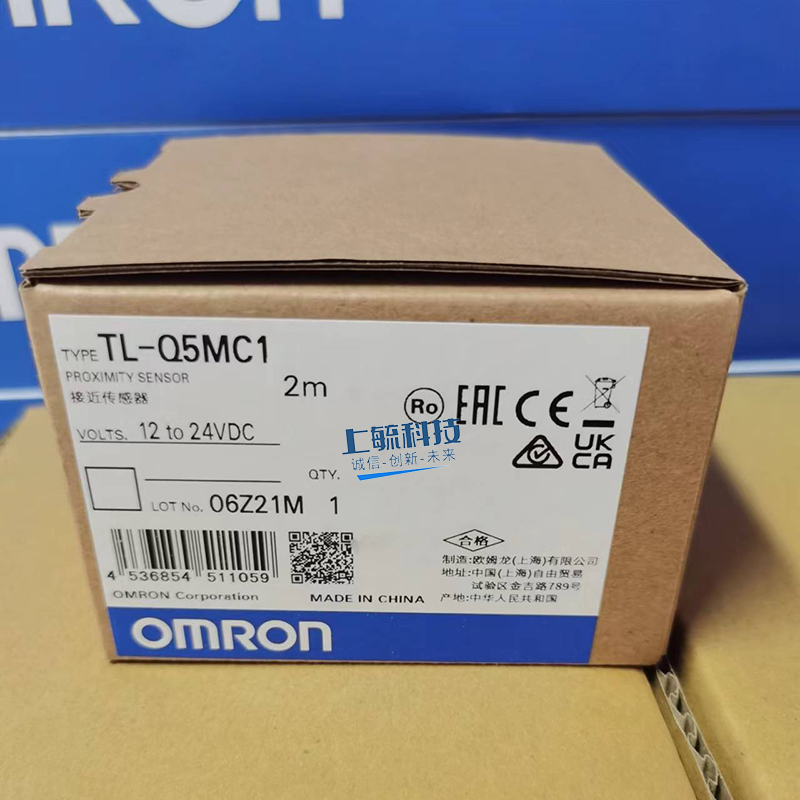 OMRON
TYPE TL-Q5MC1
PROXIMITY SENSOR
2m
接近传感器
VOLTS. 12 to 24VDC
Ro
EAC
CE
UK
CA
上毓科技
诚信-创新-未来
QTY.
LOT No. 06Z21M 1
4 536854 511059
OMRON Corporation
MADE IN CHINA
合格
制造:欧姆龙(上海)有限公司
地址:中国(上海)自由贸易
试验区金吉路789号
产地:中华人民共和国
OMRON